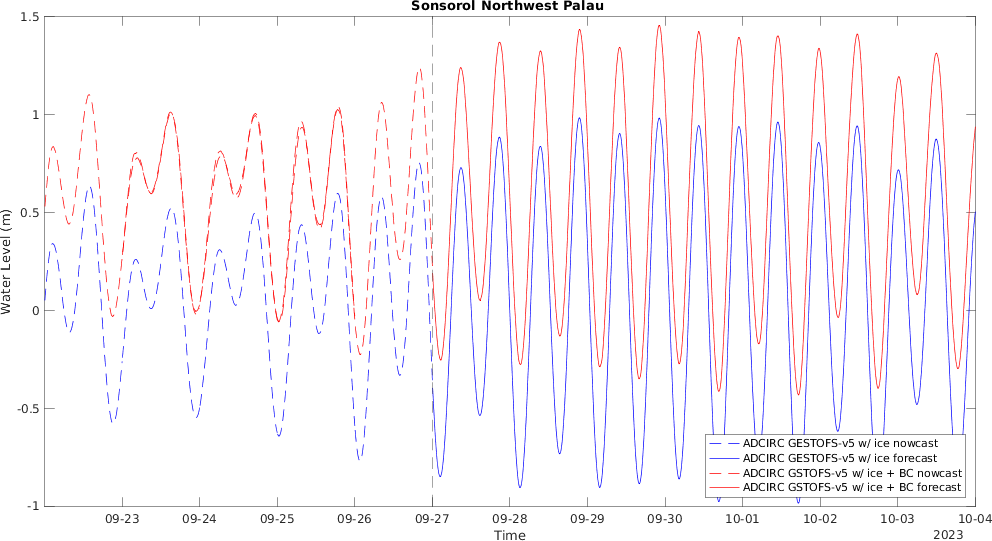 Sonsorol Northwest Palau
1.5
1
0.5
0
-0.5
-1
Water Level (m)
ADCIRC GESTOFS-v5 w/ ice nowcast
ADCIRC GESTOFS-v5 w/ ice forecast
ADCIRC GSTOFS-v5 w/ ice + BC nowcast
ADCIRC GSTOFS-v5 w/ ice + BC forecast
09-23 09-24 09-25 09-26 09-27 09-28 09-29 09-30 10-01 10-02 10-03 10-04
Time
2023